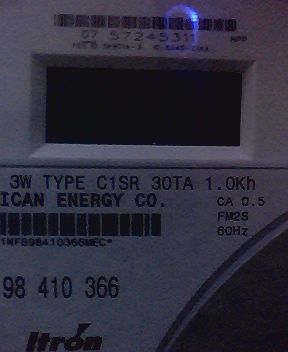 07 57245311
3W TYPE C1SR 30TA 1.0Kh
ICAN ENERGY CO.
CA 0.5
FM2S
60Hz
98 410 366
Itron